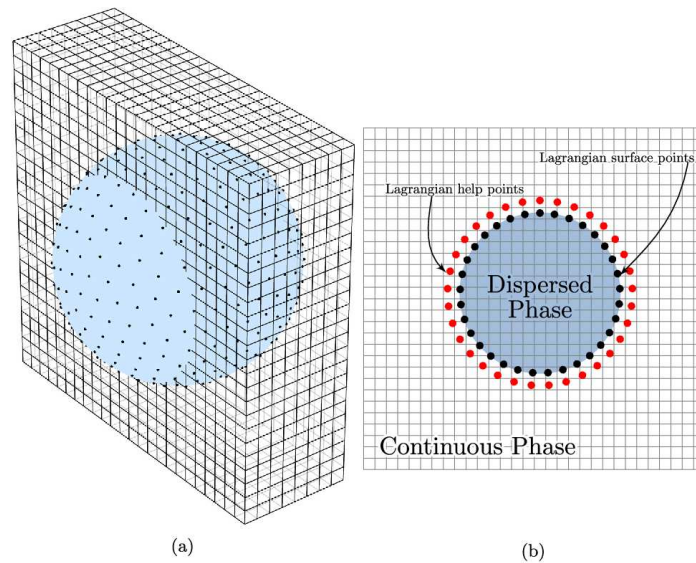 Lagrangian surface points
Lagrangian help points
Dispersed
Phase
Continuous Phase
(a)
(b)